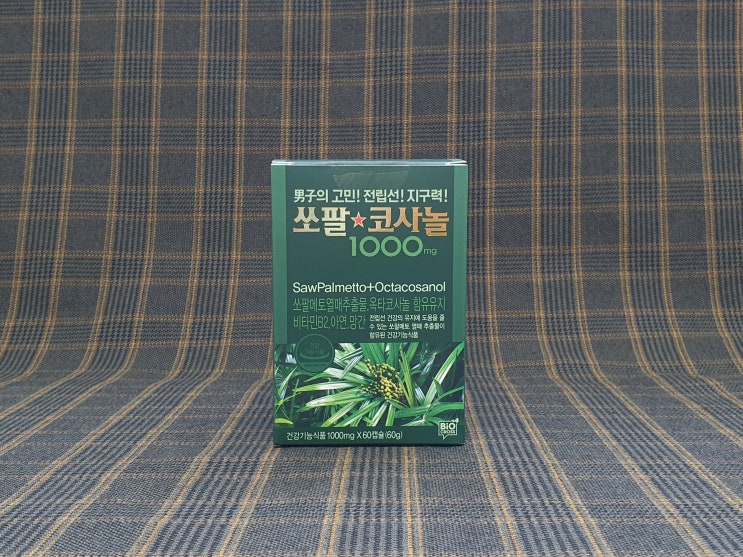 男子의 고민! 전립선! 지구력!
쏘팔★코사놀
1000mg
SawPalmetto+Octacosanol
쏘팔메토열매추출물,옥타코사놀 함유유지
비타민B2,아연,망간
전립선 건강의 유지에 도움을 줄
수 있는 쏘팔메토 열매 추출물이
함유된 건강기능식품
건강기능식품 1000mg X 60캡슐(60g)
BiO
CROSS